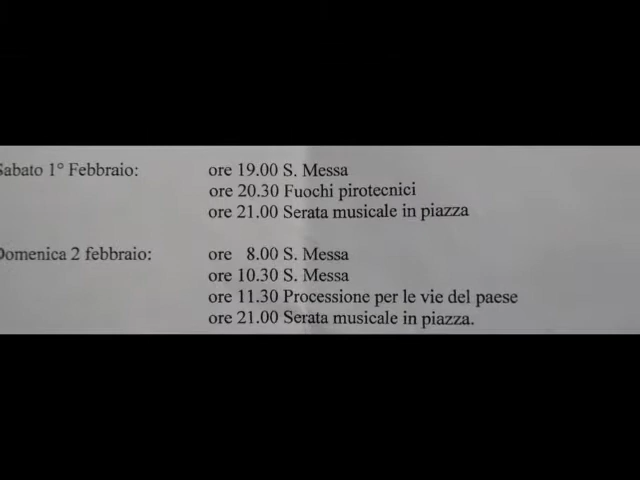 Sabato 1° Febbraio: ore 19.00 S. Messa
ore 20.30 Fuochi pirotecnici
ore 21.00 Serata musicale in piazza
Domenica 2 febbraio: ore 8.00 S. Messa
ore 10.30 S. Messa
ore 11.30 Processione per le vie del paese
ore 21.00 Serata musicale in piazza.